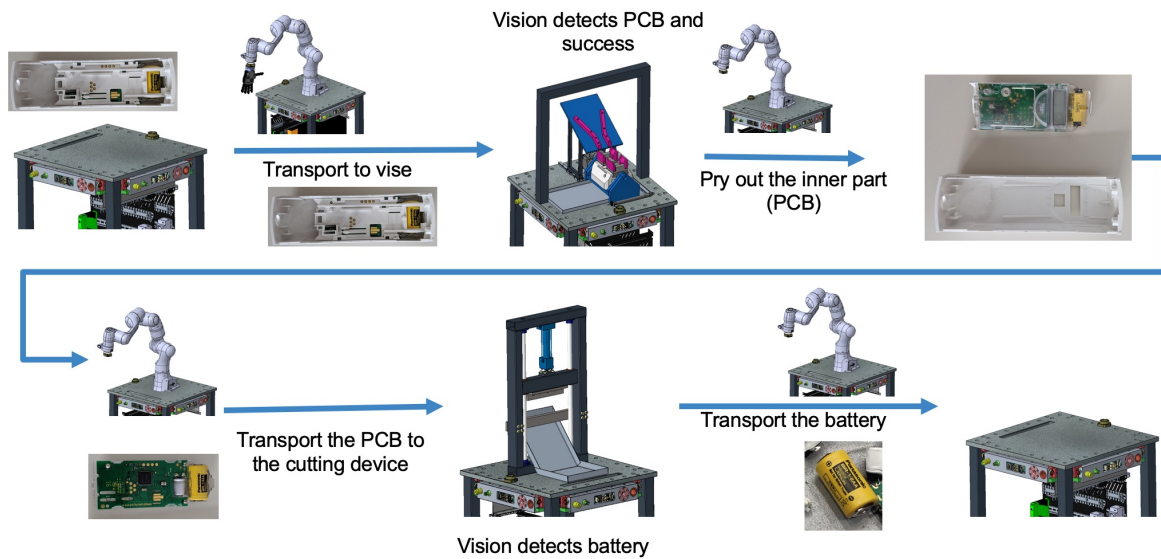 Vision detects PCB and
success
Transport to vise
Pry out the inner part
(PCB)
Transport the PCB to
the cutting device
Transport the battery
Vision detects battery